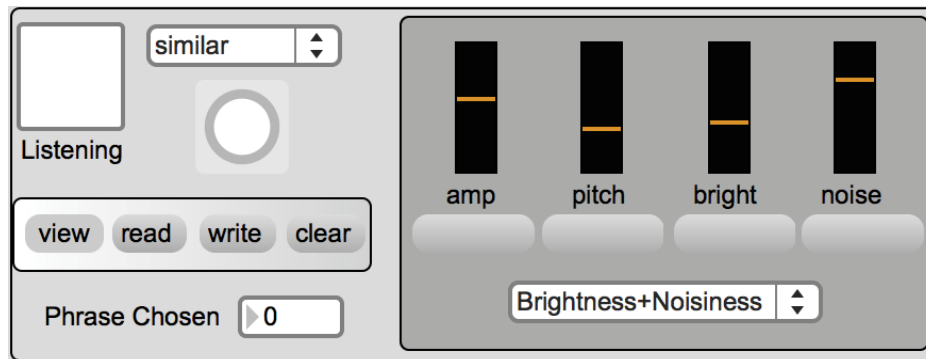 similar
Listening
view read write clear
Phrase Chosen 0
amp pitch bright noise
Brightness+Noisiness